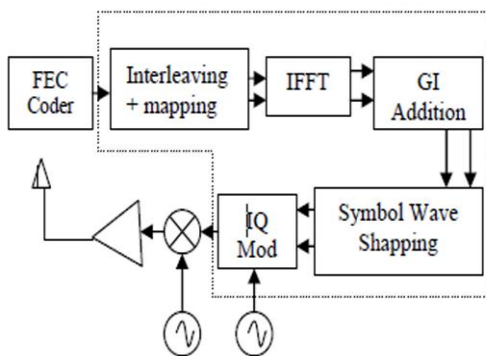 FEC
Coder
Interleaving
+ mapping
IFFT
GI
Addition
Symbol Wave
Shapping
IQ
Mod